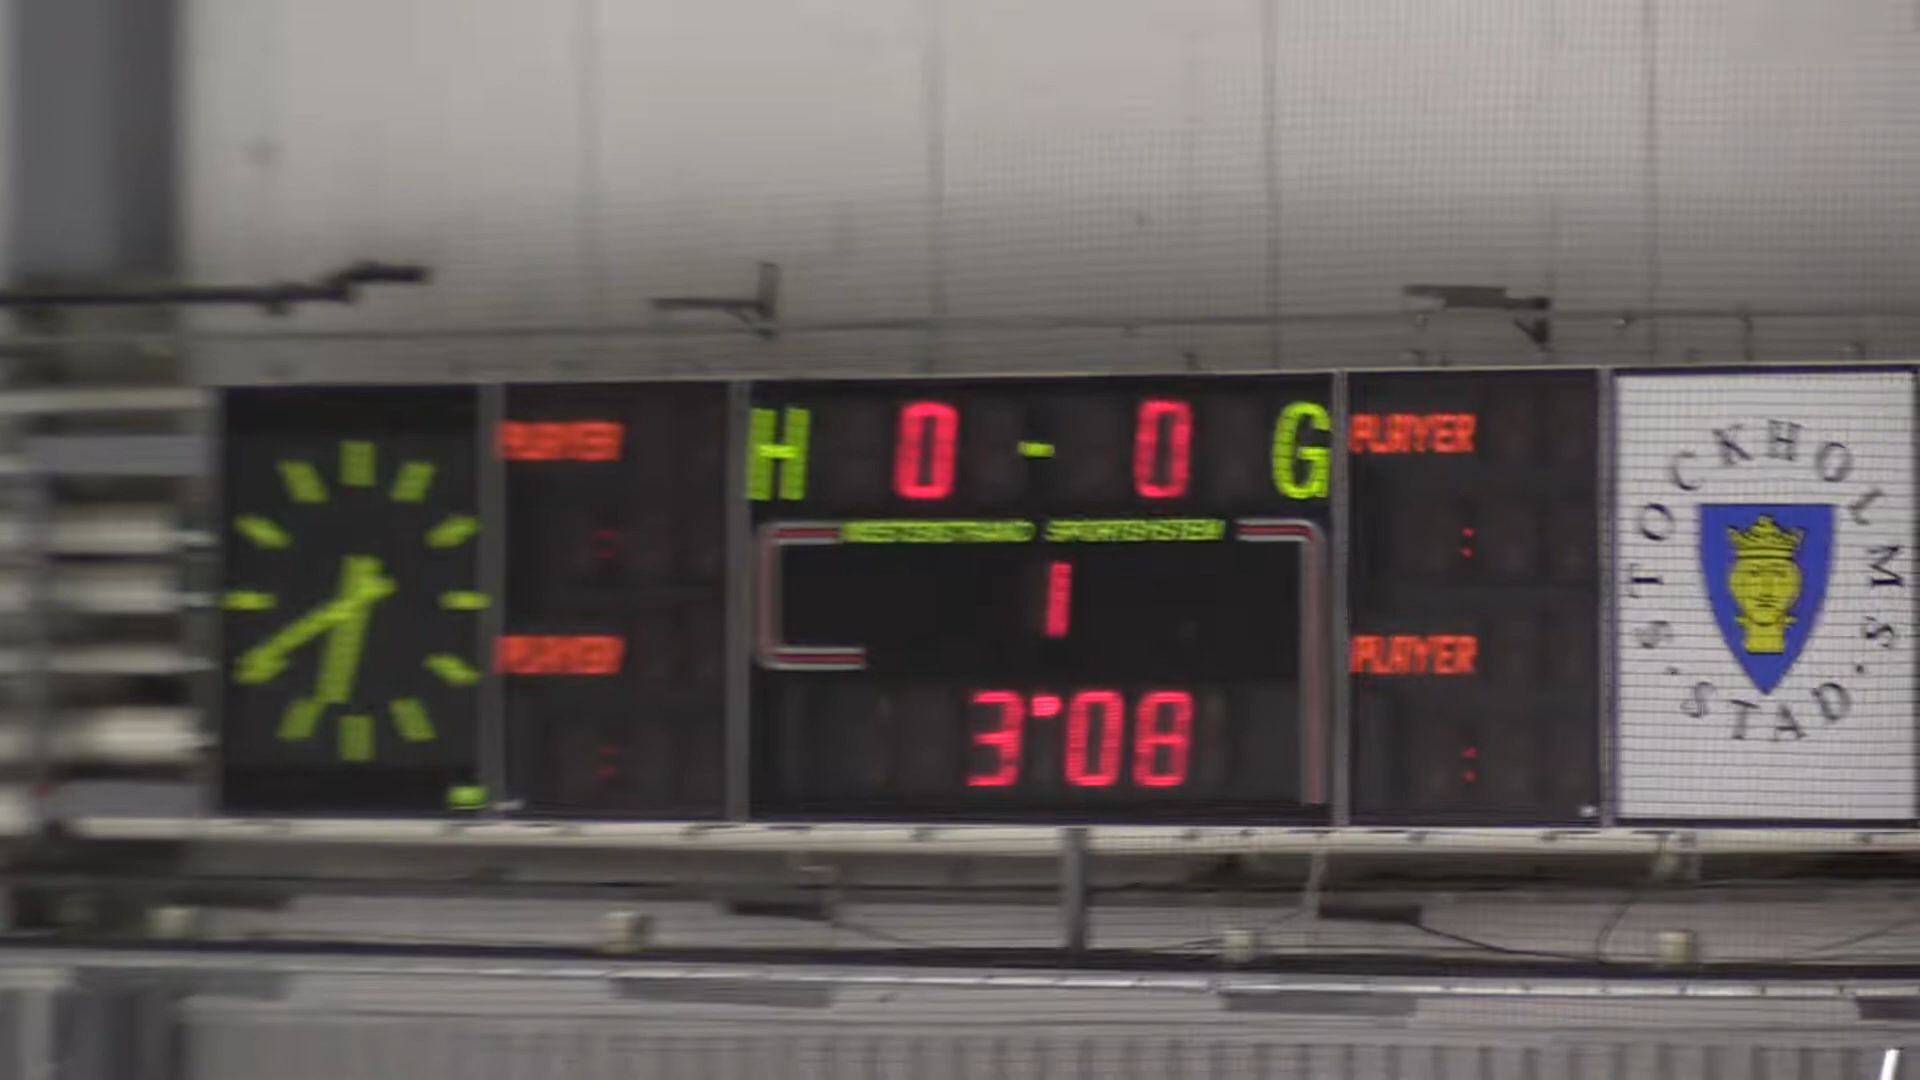 H 0 - 0 G
PLAYER : PLAYER :
1
3:08
PLAYER : PLAYER :
STOCKHOLMS
· STAD ·